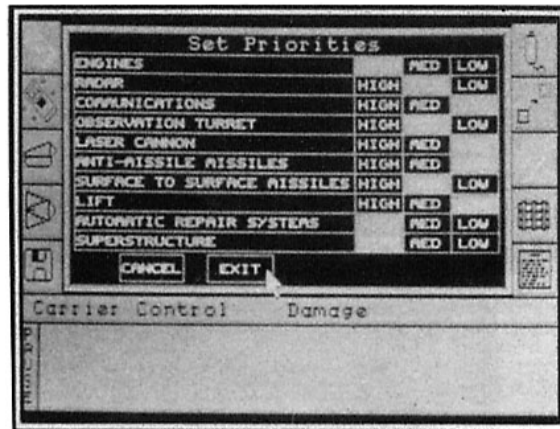 Set Priorities
ENGINES MED LOW
RADAR HIGH LOW
COMMUNICATIONS HIGH MED
OBSERVATION TURRET HIGH LOW
LASER CANNON HIGH MED
ANTI-MISSILE MISSILES HIGH MED
SURFACE TO SURFACE MISSILES HIGH LOW
LIFT HIGH MED
AUTOMATIC REPAIR SYSTEMS MED LOW
SUPERSTRUCTURE MED LOW
CANCEL EXIT
Carrier Control Damage